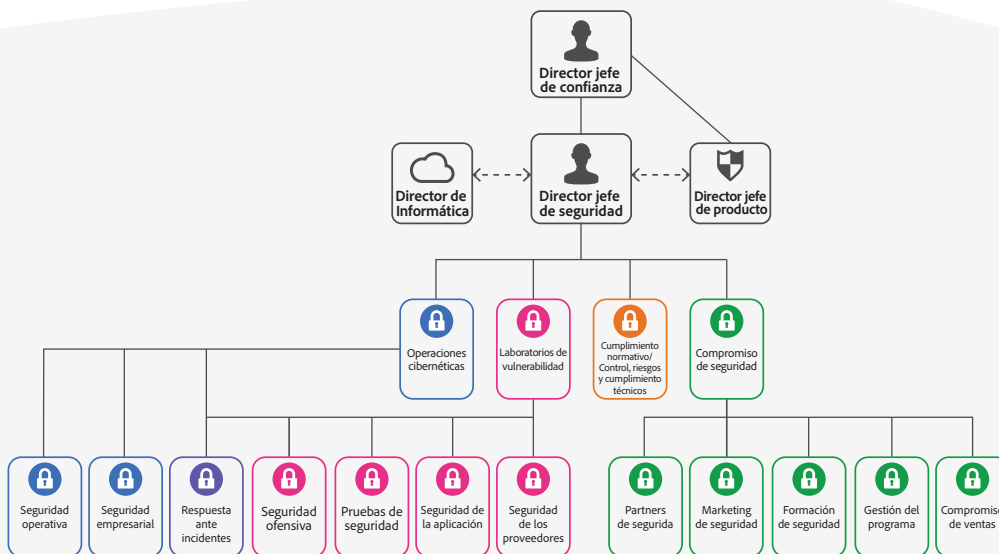 Director jefe
de confianza
Director de
Informática
Director jefe
de seguridad
Director jefe
de producto
Operaciones
cibernéticas
Laboratorios de
vulnerabilidad
Cumplimiento
normativo/
Control, riesgos
y cumplimiento
técnicos
Compromiso
de seguridad
Seguridad
operativa
Seguridad
empresarial
Respuesta
ante
incidentes
Seguridad
ofensiva
Pruebas de
seguridad
Seguridad de
la aplicación
Seguridad
de los
proveedores
Partners
de segurida
Marketing
de seguridad
Formación
de seguridad
Gestión del
programa
Compromiso
de ventas